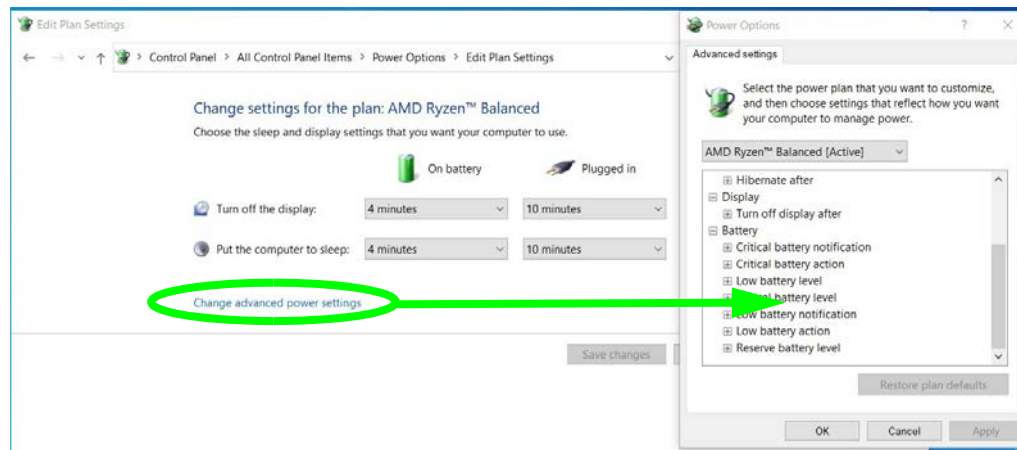 Edit Plan Settings
Control Panel > All Control Panel Items > Power Options > Edit Plan Settings
Change settings for the plan: AMD Ryzen™ Balanced
Choose the sleep and display settings that you want your computer to use.
On battery
Plugged in
Turn off the display:
4 minutes
10 minutes
Put the computer to sleep:
4 minutes
10 minutes
Change advanced power settings
Save changes
Power Options
?
Advanced settings
Select the power plan that you want to customize,
and then choose settings that reflect how you want
your computer to manage power.
AMD Ryzen™ Balanced [Active]
Hibernate after
Display
Turn off display after
Battery
Critical battery notification
Critical battery action
Low battery level
battery level
Low battery notification
Low battery action
Reserve battery level
Restore plan defaults
OK
Cancel
Apply